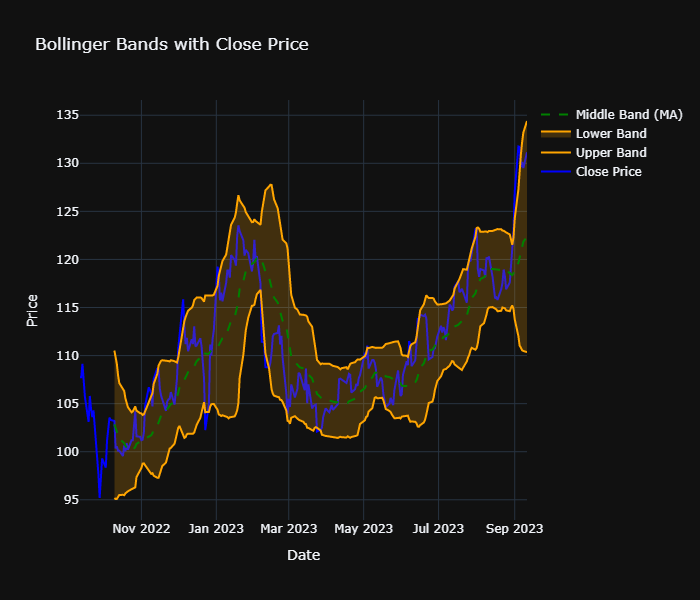 Bollinger Bands with Close Price
Middle Band (MA)
Lower Band
Upper Band
Close Price
135
130
125
120
115
110
105
100
95
Price
Nov 2022
Jan 2023
Mar 2023
May 2023
Jul 2023
Sep 2023
Date